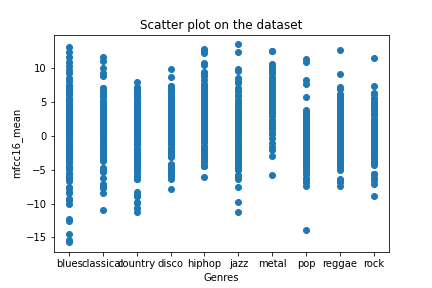 Scatter plot on the dataset
mfcc16_mean
10
5
0
−5
−10
−15
blues classical country disco hiphop jazz metal pop reggae rock
Genres